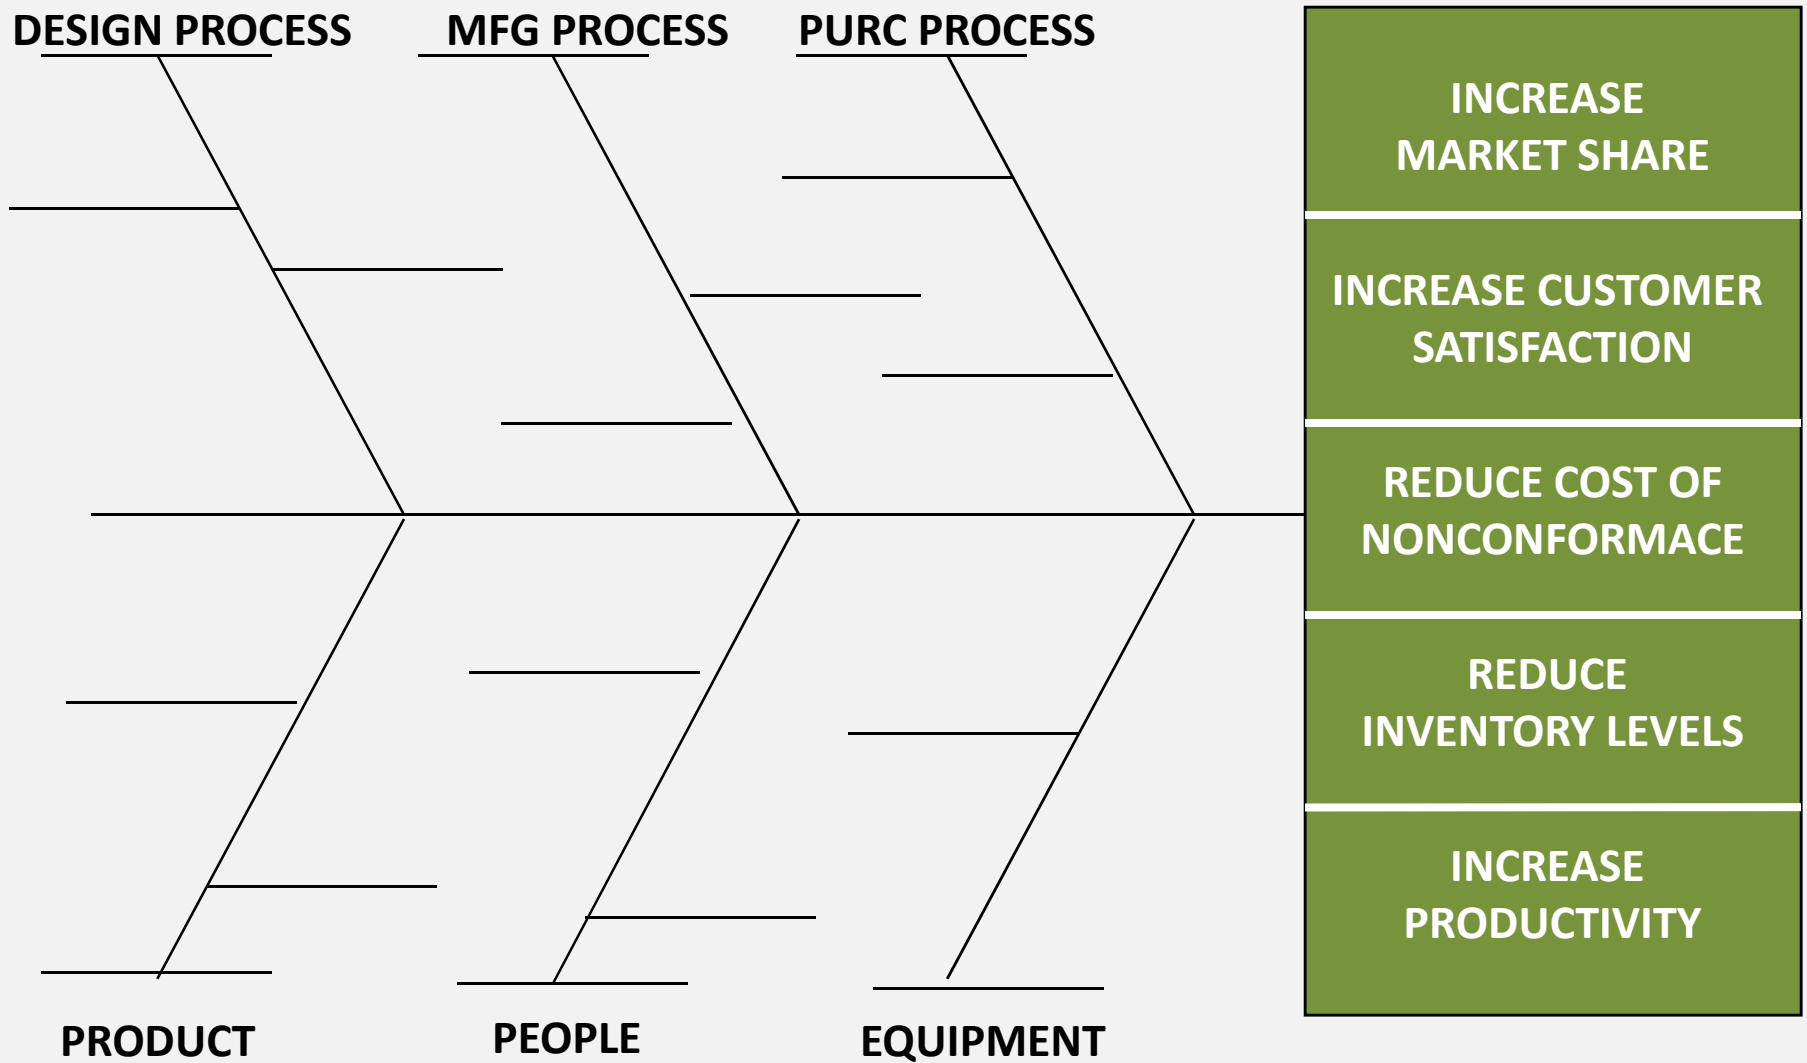 DESIGN PROCESS
MFG PROCESS
PURC PROCESS
INCREASE
MARKET SHARE
INCREASE CUSTOMER
SATISFACTION
REDUCE COST OF
NONCONFORMACE
REDUCE
INVENTORY LEVELS
INCREASE
PRODUCTIVITY
PRODUCT
PEOPLE
EQUIPMENT